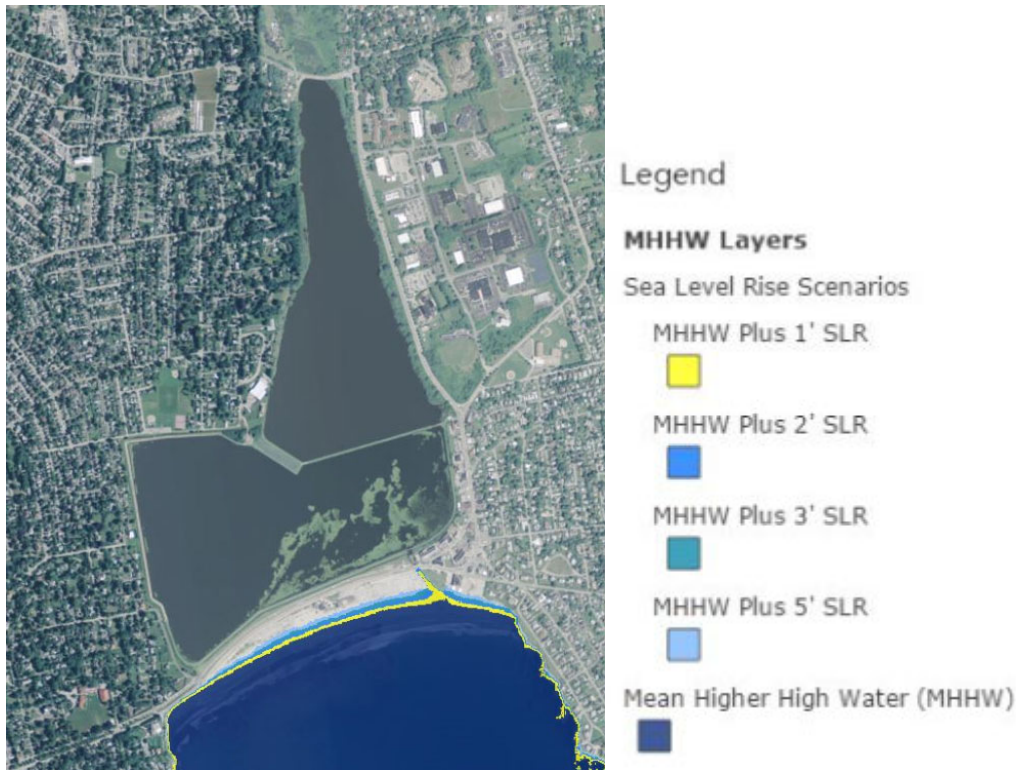 Legend
MHHW Layers
Sea Level Rise Scenarios
MHHW Plus 1' SLR
MHHW Plus 2' SLR
MHHW Plus 3' SLR
MHHW Plus 5' SLR
Mean Higher High Water (MHHW)